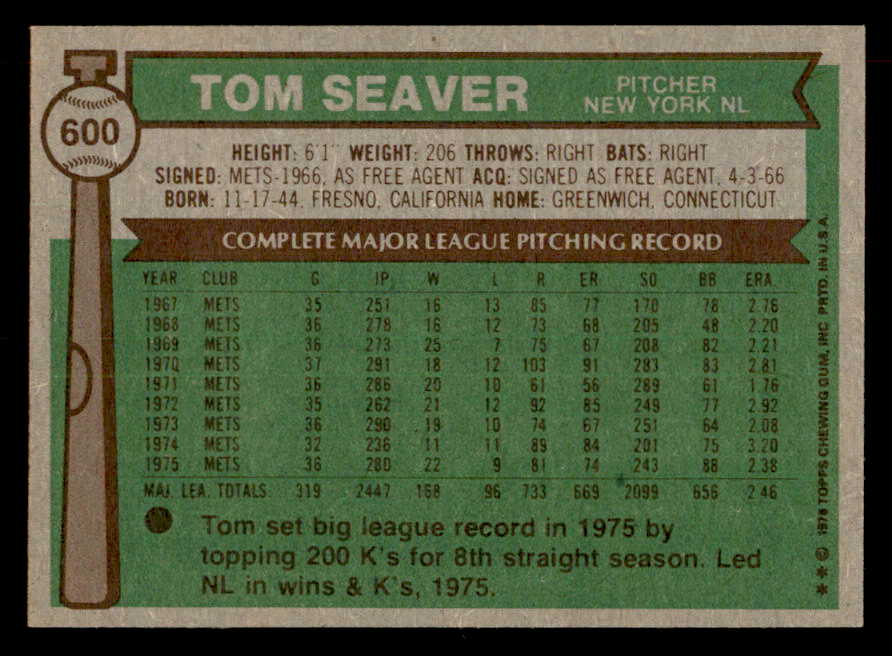 TOM SEAVER
PITCHER
NEW YORK NL
600
HEIGHT: 6'1" WEIGHT: 206 THROWS: RIGHT BATS: RIGHT
SIGNED: METS-1966, AS FREE AGENT ACQ: SIGNED AS FREE AGENT, 4-3-66
BORN: 11-17-44, FRESNO, CALIFORNIA HOME: GREENWICH, CONNECTICUT
COMPLETE MAJOR LEAGUE PITCHING RECORD
YEAR CLUB G IP W L R ER SO BB ERA
1967 METS 35 251 16 13 85 77 170 78 2.76
1968 METS 36 278 16 12 73 68 205 48 2.20
1969 METS 36 273 25 7 75 67 208 82 2.21
1970 METS 37 291 18 12 103 91 283 83 2.81
1971 METS 36 286 20 10 61 56 289 61 1.76
1972 METS 35 262 21 12 92 85 249 77 2.92
1973 METS 36 290 19 10 74 67 251 64 2.08
1974 METS 32 236 11 11 89 84 201 75 3.20
1975 METS 36 280 22 9 81 74 243 88 2.38
MAJ. LEA. TOTALS 319 2447 168 96 733 669 2099 656 2.46
Tom set big league record in 1975 by
topping 200 K's for 8th straight season. Led
NL in wins & K's, 1975.
* * © 1976 TOPPS CHEWING GUM, INC. PRTD. IN U.S.A.